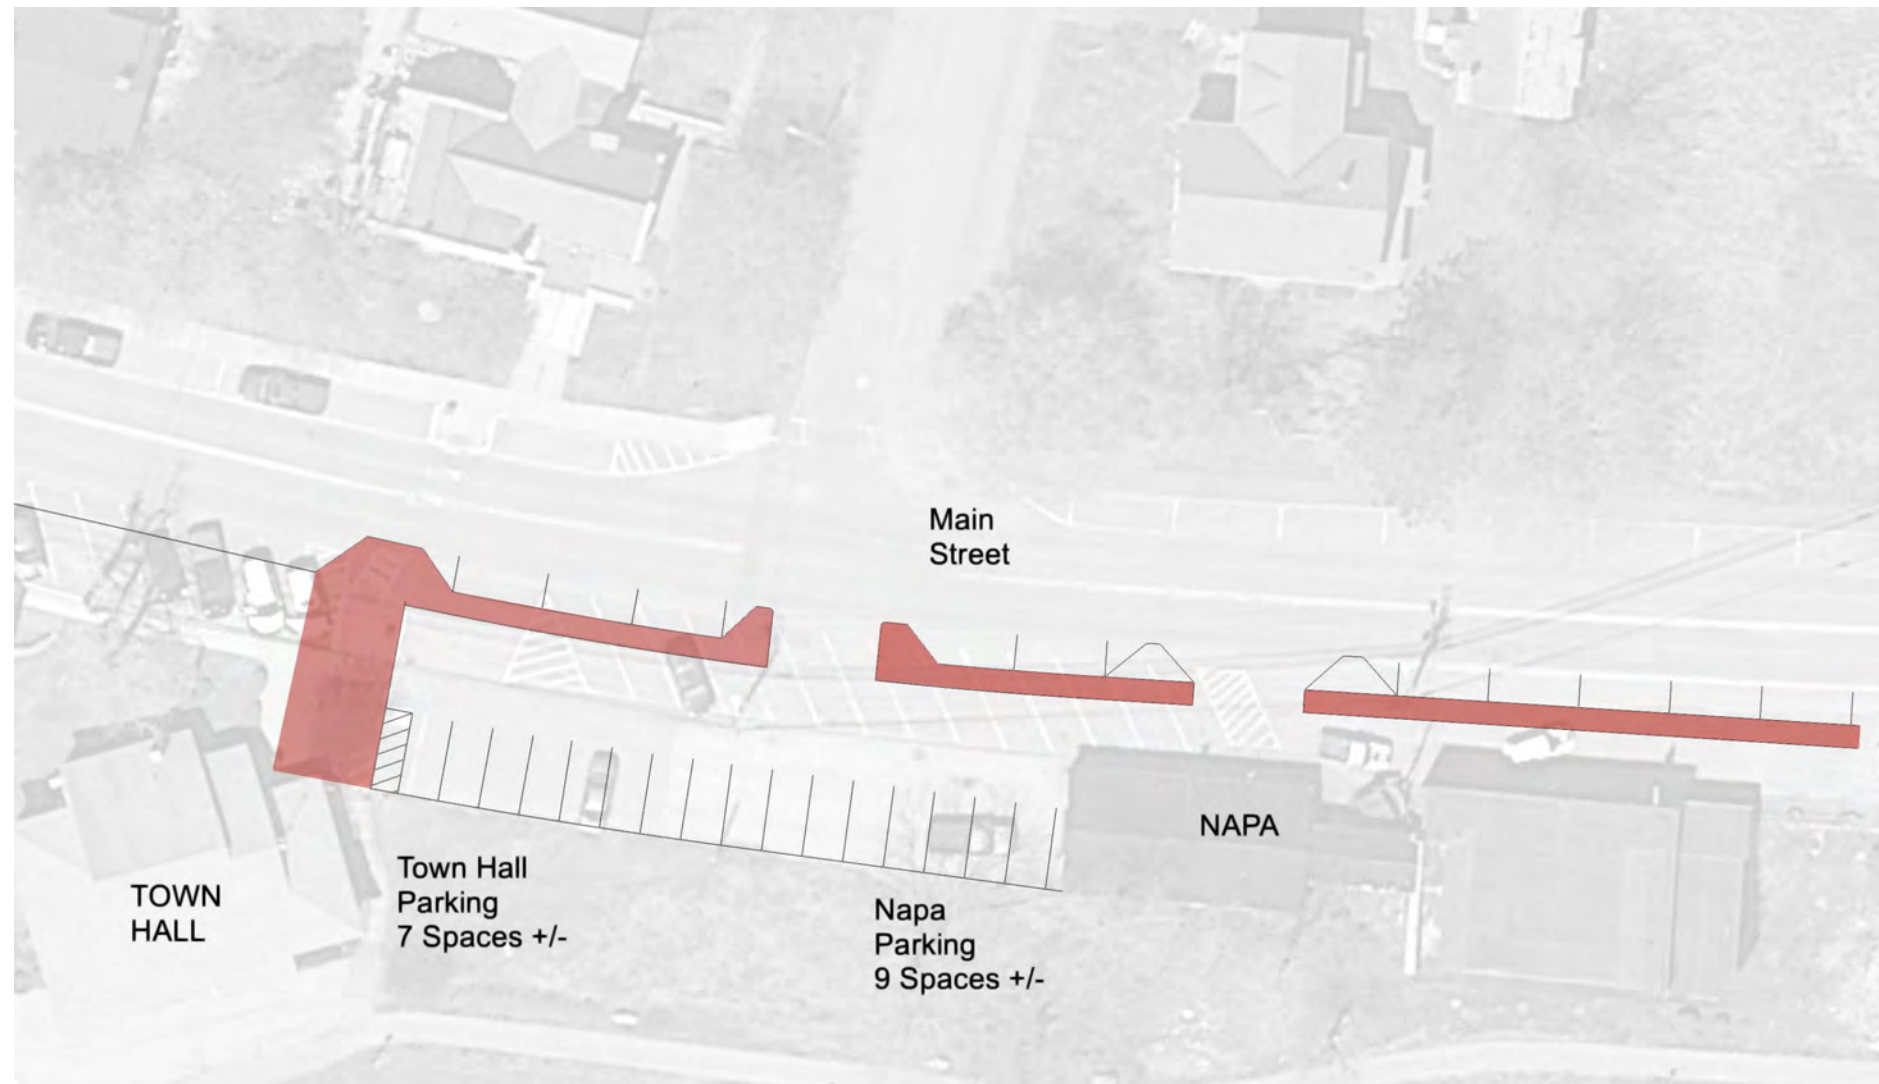 Main
Street
NAPA
Town Hall
Parking
7 Spaces +/-
TOWN
HALL
Napa
Parking
9 Spaces +/-